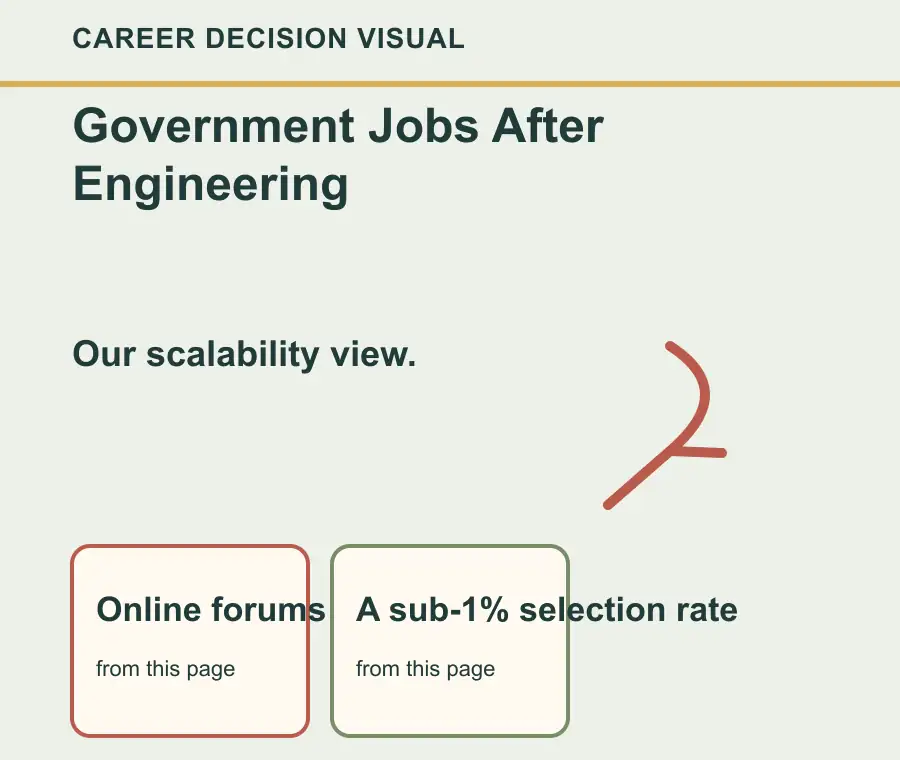 CAREER DECISION VISUAL
Government Jobs After
Engineering
Our scalability view.
Online forums
from this page
A sub-1% selection rate
from this page